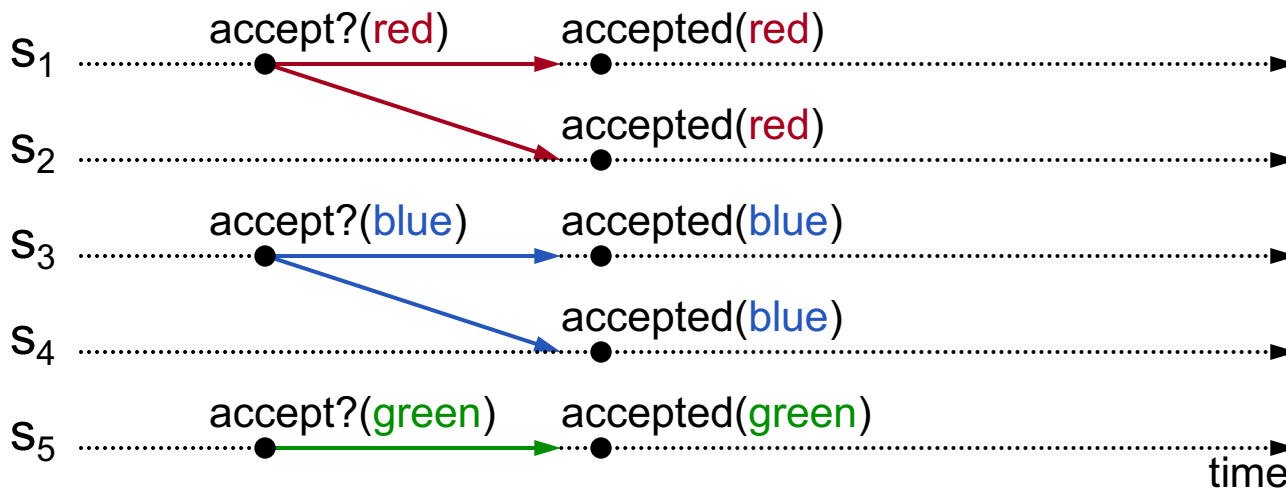 S1 accept?(red) accepted(red)
S2 accepted(red)
S3 accept?(blue) accepted(blue)
S4 accepted(blue)
S5 accept?(green) accepted(green)
time